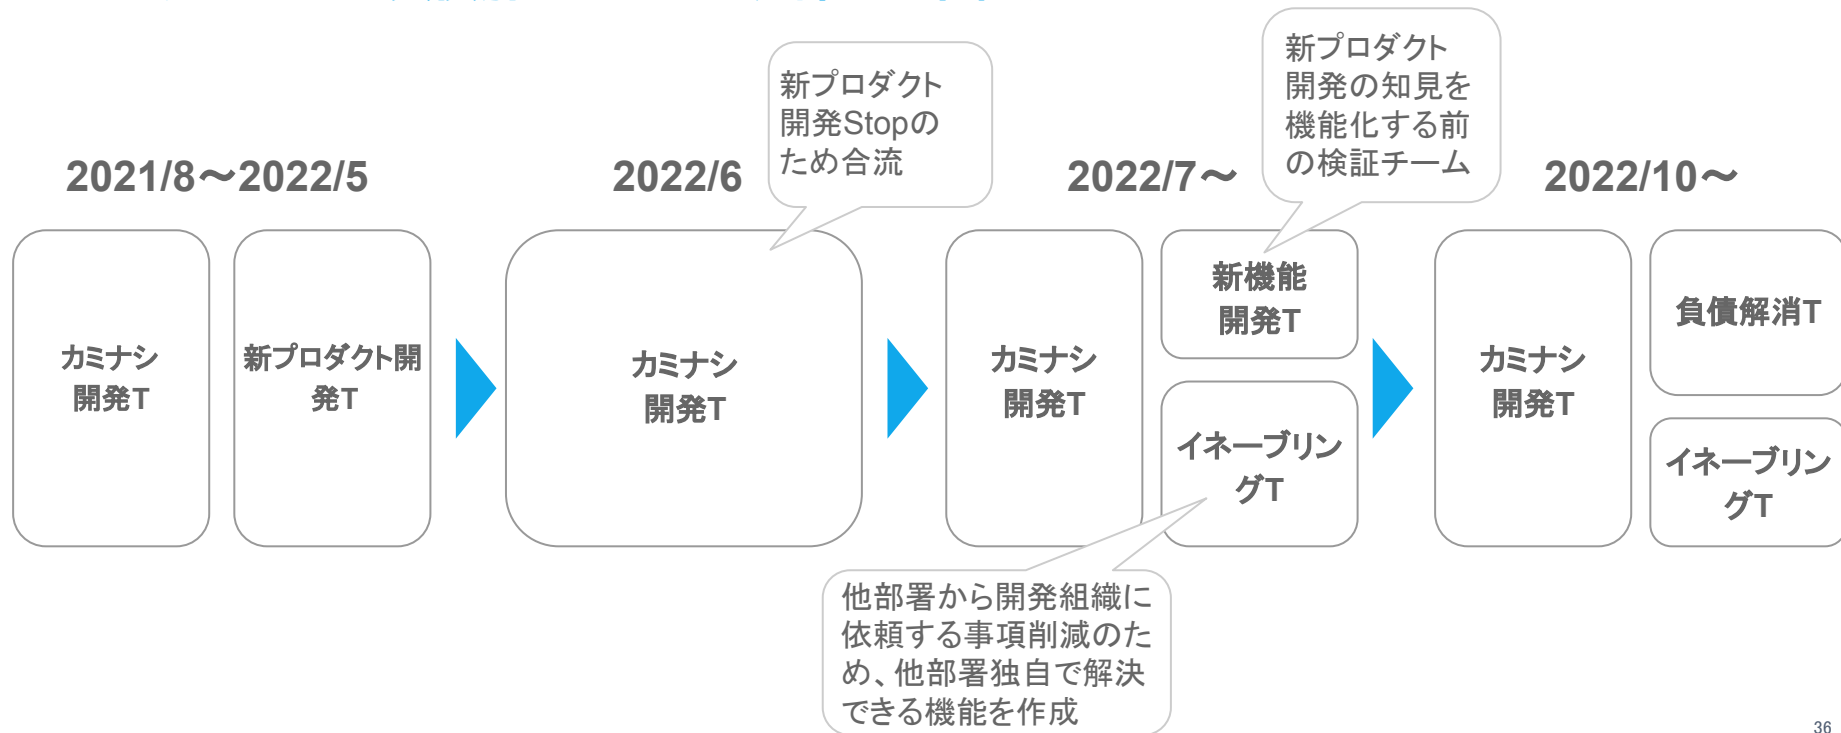 2021/8～2022/5
カミナシ
開発T
新プロダクト開
発T
2022/6
新プロダクト
開発Stopの
ため合流
カミナシ
開発T
2022/7～
新プロダクト
開発の知見を
機能化する前
の検証チーム
カミナシ
開発T
新機能
開発T
イネーブリン
グT
他部署から開発組織に
依頼する事項削減のた
め、他部署独自で解決
できる機能を作成
2022/10～
カミナシ
開発T
負債解消T
イネーブリン
グT
36